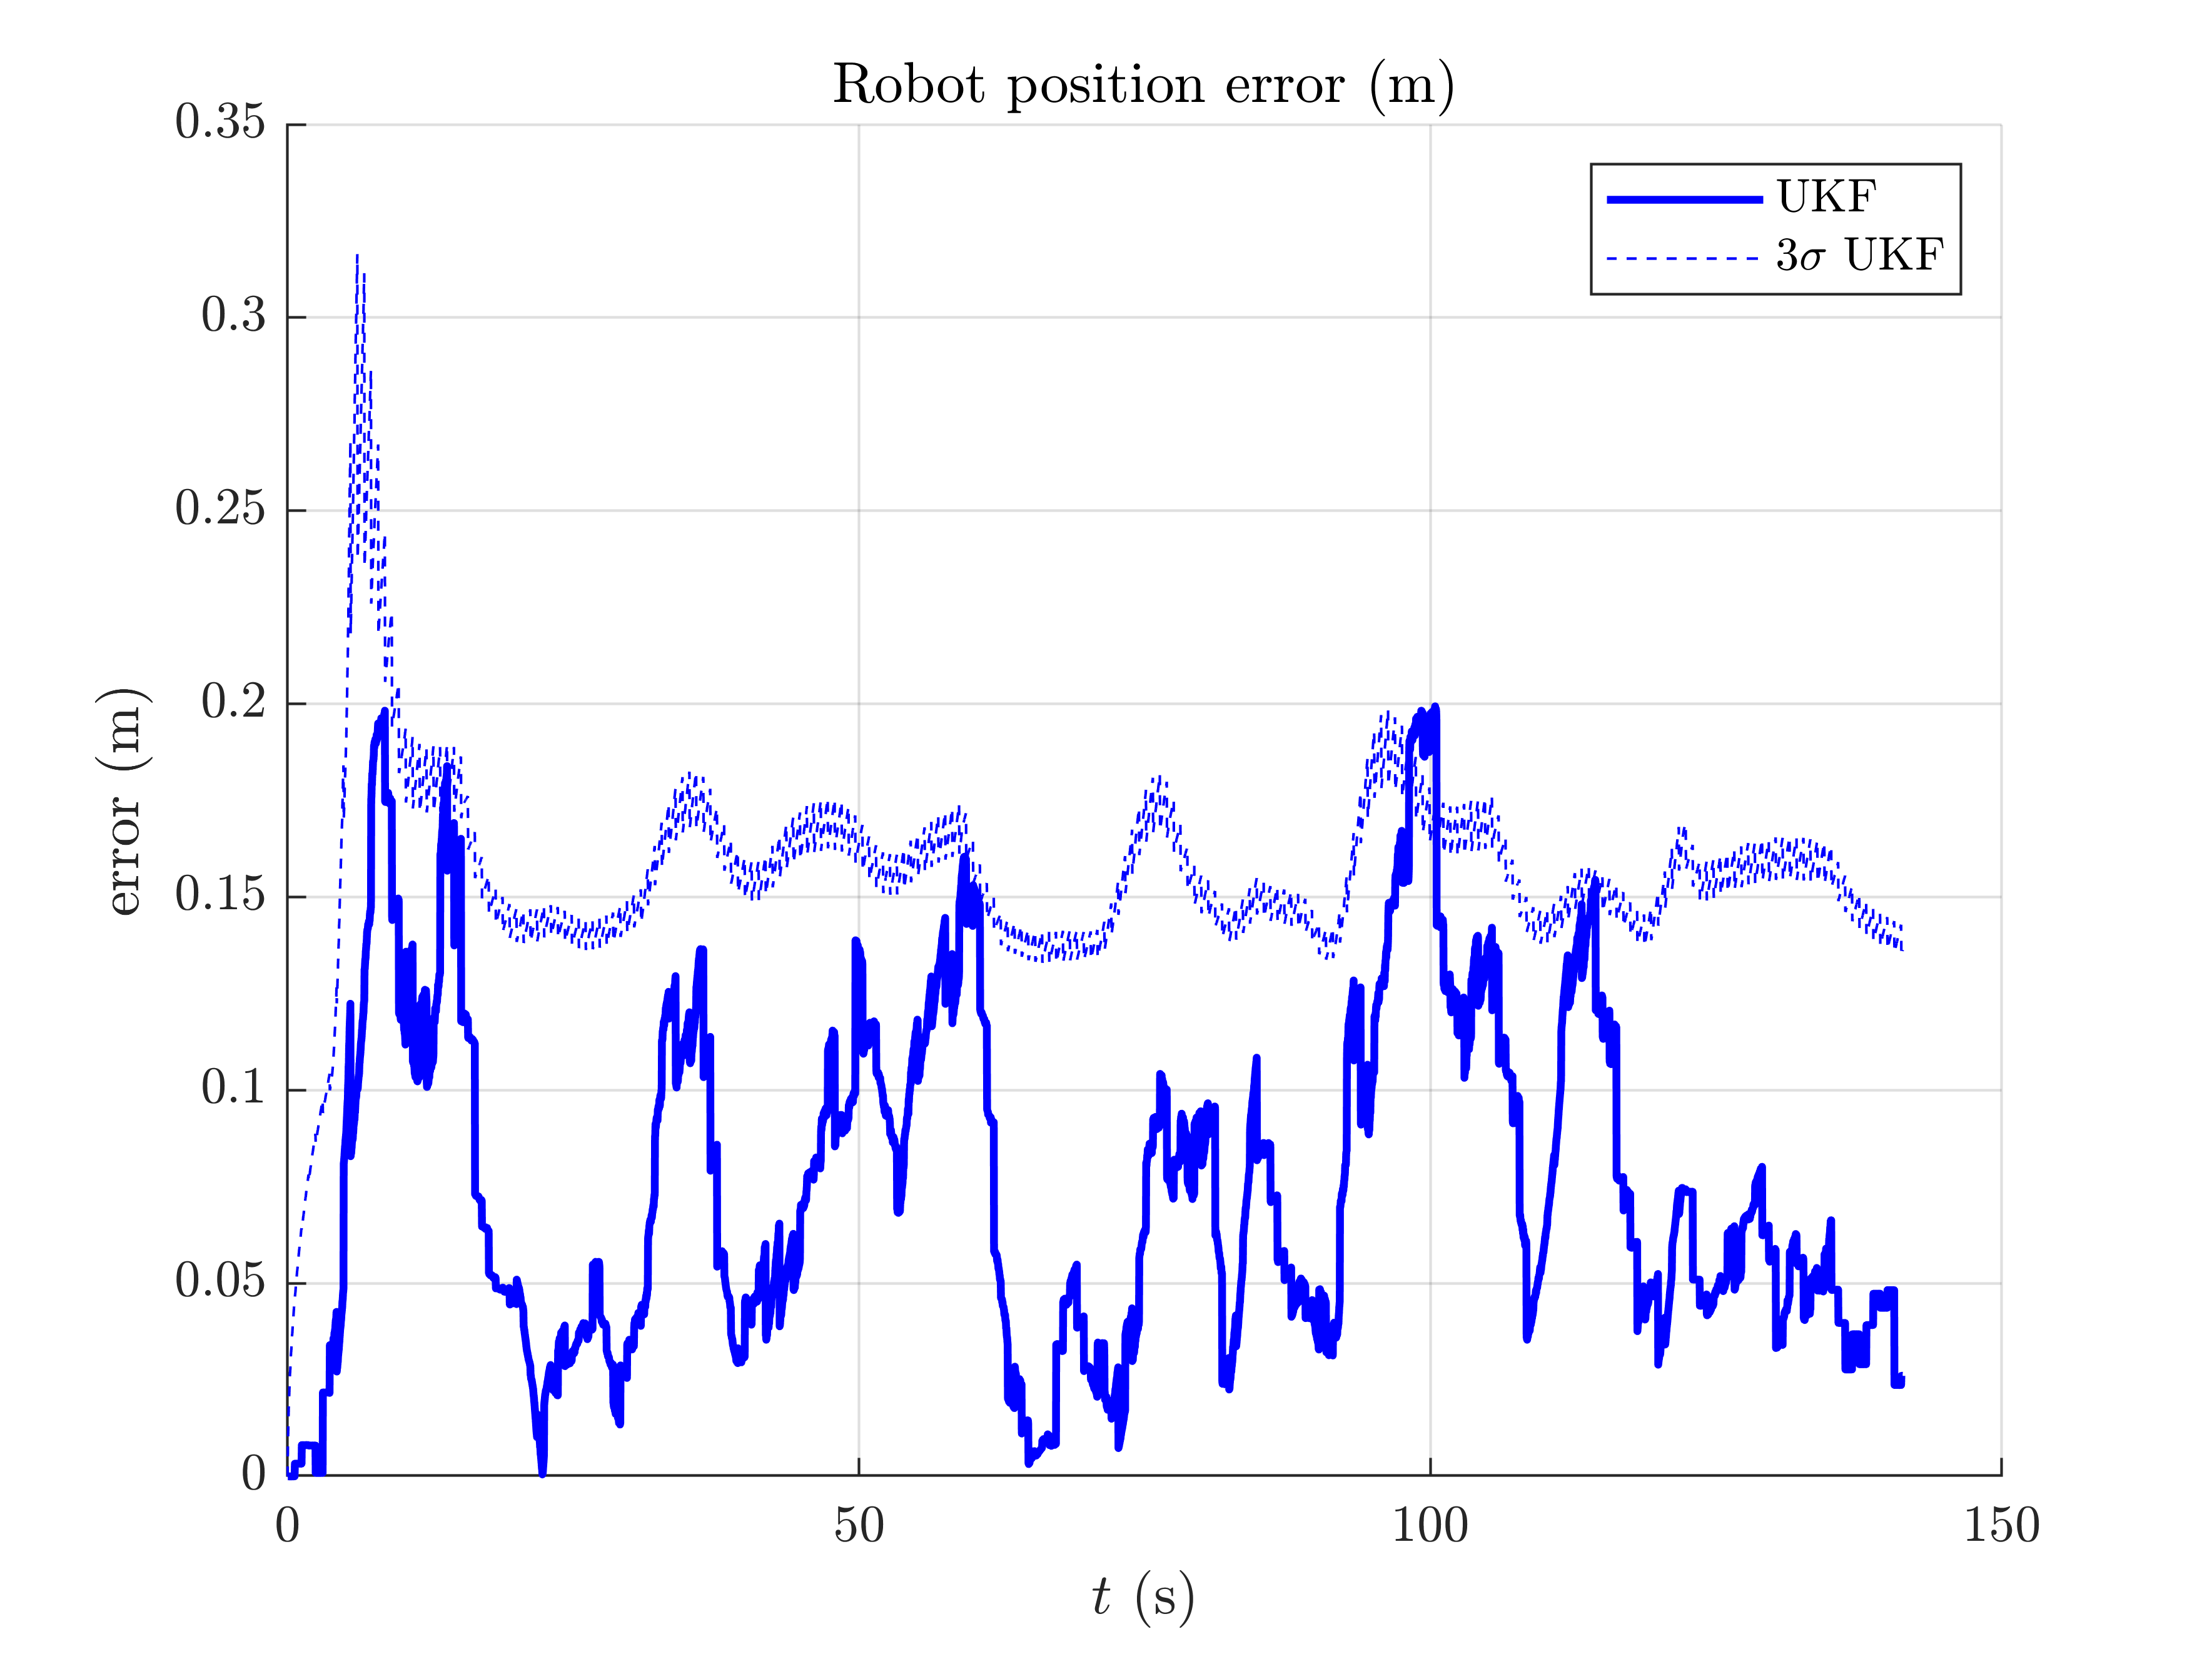 Robot position error (m)
0.35
0.3
0.25
0.2
0.15
0.1
0.05
0
error (m)
UKF
3σ UKF
0 50 100 150
t (s)